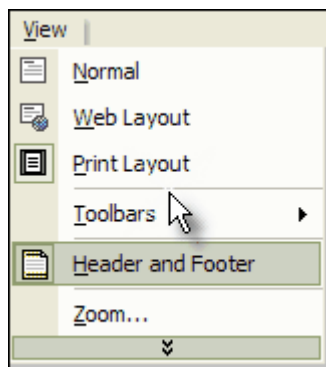 View
Normal
Web Layout
Print Layout
Toolbars
Header and Footer
Zoom...